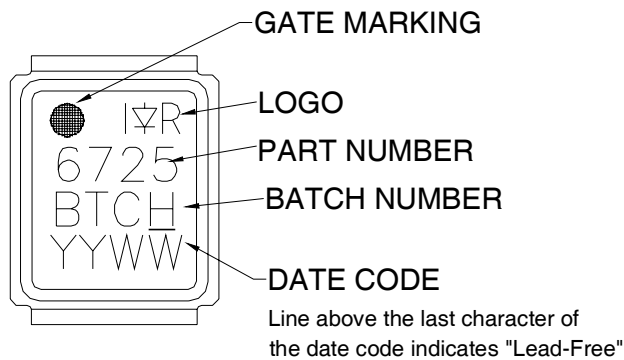 GATE MARKING
IR
LOGO
6725
PART NUMBER
BTCH
BATCH NUMBER
YYWW
DATE CODE
Line above the last character of
the date code indicates "Lead-Free"